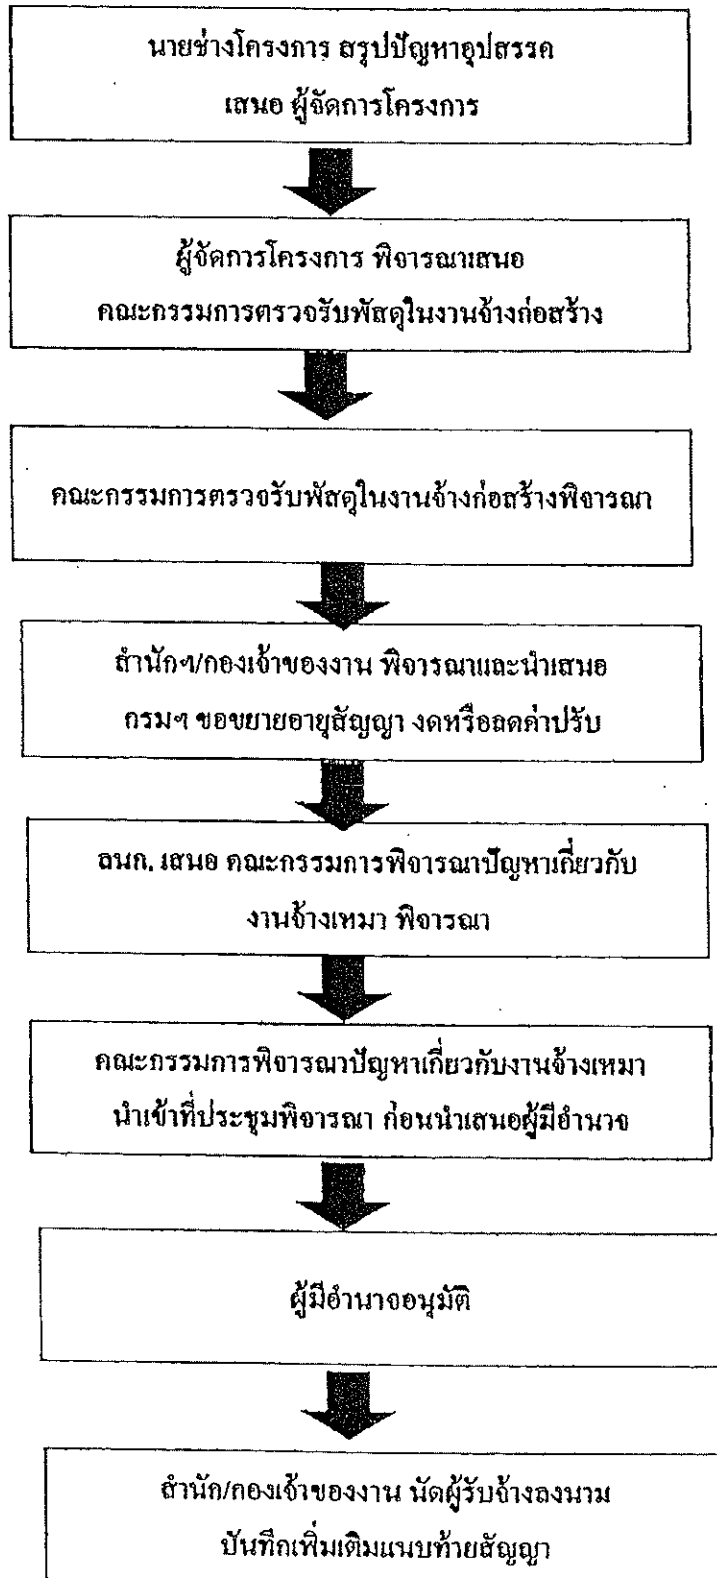 นายช่างโครงการ สรุปปัญหาอุปสรรค
เสนอ ผู้จัดการโครงการ
ผู้จัดการโครงการ พิจารณาเสนอ
คณะกรรมการตรวจรับพัสดุในงานจ้างก่อสร้าง
คณะกรรมการตรวจรับพัสดุในงานจ้างก่อสร้างพิจารณา
สำนักฯ/กองเจ้าของงาน พิจารณาและนำเสนอ
กรมฯ ขอขยายอายุสัญญา งดหรือลดค่าปรับ
ลนก. เสนอ คณะกรรมการพิจารณาปัญหาเกี่ยวกับ
งานจ้างเหมา พิจารณา
คณะกรรมการพิจารณาปัญหาเกี่ยวกับงานจ้างเหมา
นำเข้าที่ประชุมพิจารณา ก่อนนำเสนอผู้มีอำนาจ
ผู้มีอำนาจอนุมัติ
สำนัก/กองเจ้าของงาน นัดผู้รับจ้างลงนาม
บันทึกเพิ่มเติมแนบท้ายสัญญา